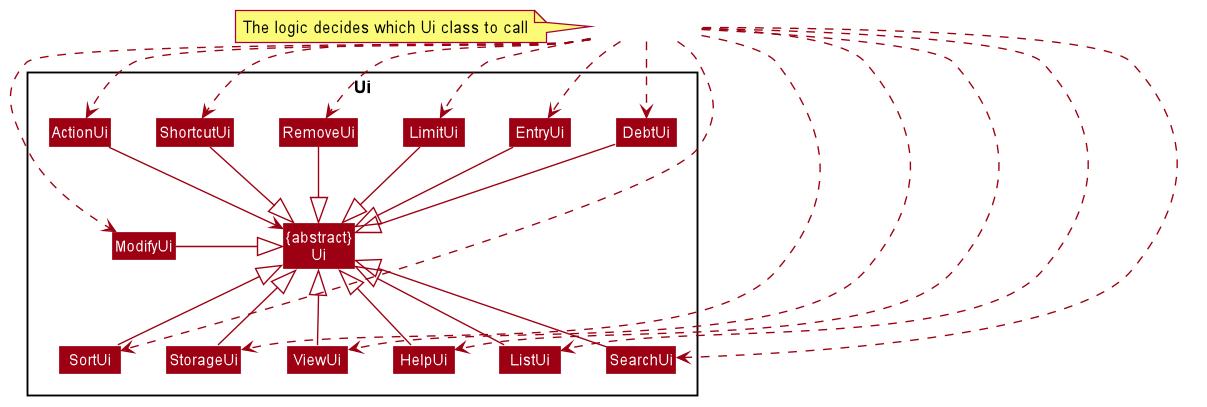 The logic decides which Ui class to call
Ui
ActionUi
ShortcutUi
RemoveUi
LimitUi
EntryUi
DebtUi
ModifyUi
{abstract}
Ui
SortUi
StorageUi
ViewUi
HelpUi
ListUi
SearchUi